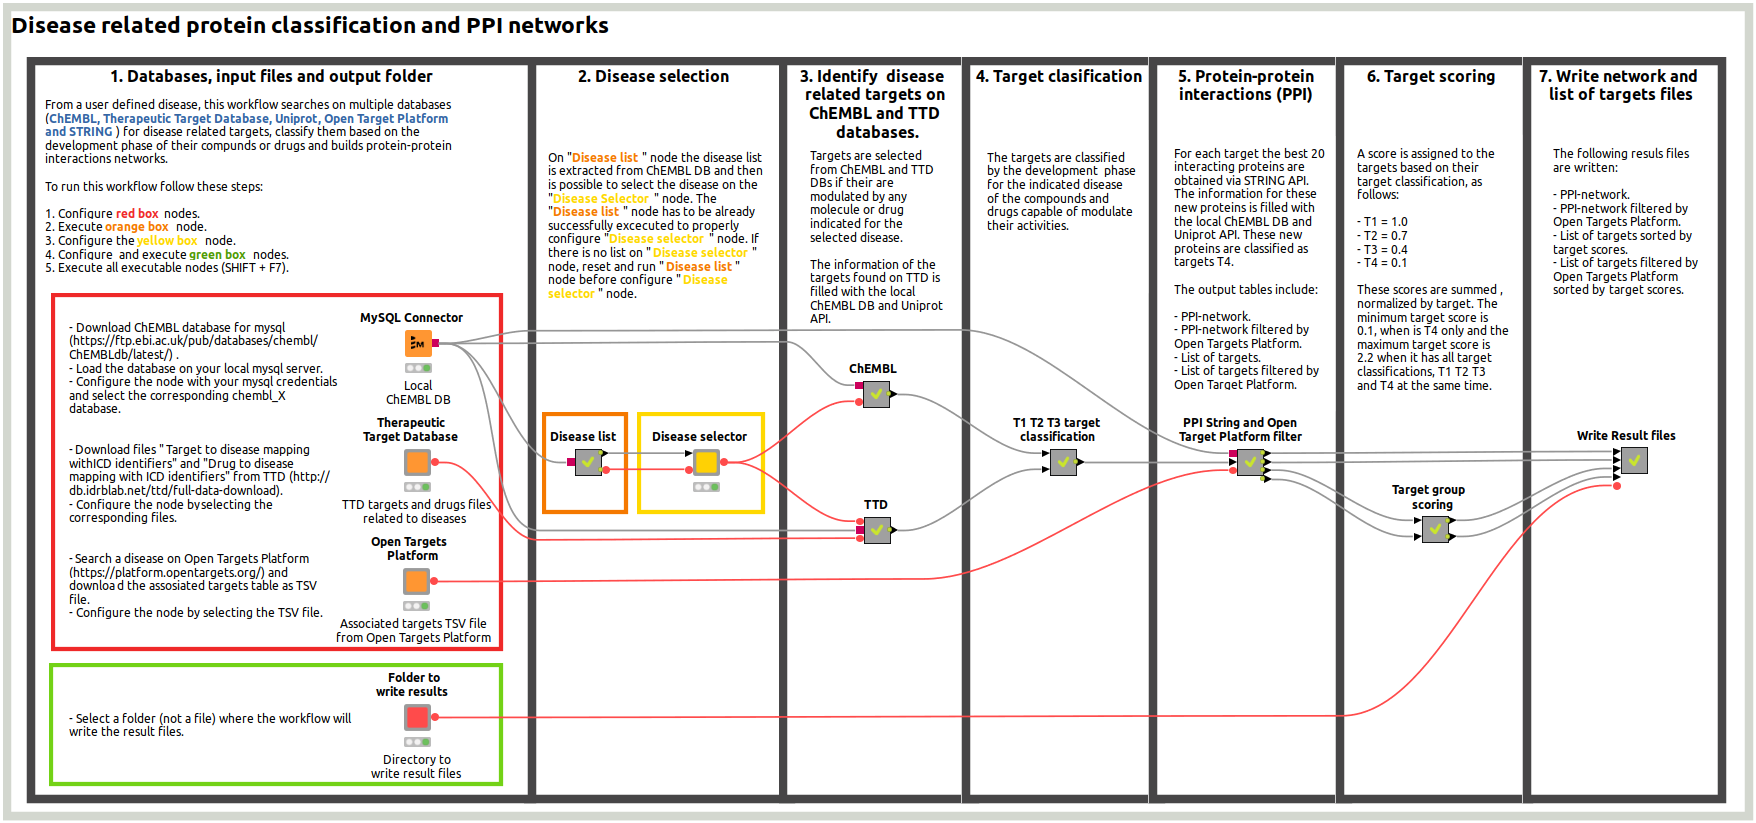 Disease related protein classification and PPI networks
1. Databases, input files and output folder
From a user defined disease, this workflow searches on multiple databases
(ChEMBL, Therapeutic Target Database, Uniprot, Open Target Platform
and STRING ) for disease related targets, classify them based on the
development phase of their compunds or drugs and builds protein-protein
interactions networks.
To run this workflow follow these steps:
1. Configure red box nodes.
2. Execute orange box node.
3. Configure the yellow box node.
4. Configure and execute green box nodes.
5. Execute all executable nodes (SHIFT + F7).
- Download ChEMBL database for mysql
(https://ftp.ebi.ac.uk/pub/databases/chembl/
ChEMBLdb/latest/) .
- Load the database on your local mysql server.
- Configure the node with your mysql credentials
and select the corresponding chembl_X
database.
MySQL Connector
M
Local
ChEMBL DB
- Download files " Target to disease mapping
withICD identifiers" and "Drug to disease
mapping with ICD identifiers" from TTD (http://
db.idrblab.net/ttd/full-data-download).
- Configure the node byselecting the
corresponding files.
Therapeutic
Target Database
TTD targets and drugs files
related to diseases
- Search a disease on Open Targets Platform
(https://platform.opentargets.org/) and
download the assosiated targets table as TSV
file.
- Configure the node by selecting the TSV file.
Open Targets
Platform
Associated targets TSV file
from Open Targets Platform
- Select a folder (not a file) where the workflow will
write the result files.
Folder to
write results
Directory to
write result files
2. Disease selection
On "Disease list " node the disease list
is extracted from ChEMBL DB and then
is possible to select the disease on the
"Disease Selector " node. The
"Disease list " node has to be already
successfully excecuted to properly
configure "Disease selector " node. If
there is no list on " Disease selector "
node, reset and run " Disease list "
node before configure " Disease
selector " node.
Disease list
Disease selector
3. Identify disease
related targets on
ChEMBL and TTD
databases.
Targets are selected
from ChEMBL and TTD
DBs if their are
modulated by any
molecule or drug
indicated for the
selected disease.
The information of the
targets found on TTD is
filled with the local
ChEMBL DB and Uniprot
API.
ChEMBL
TTD
4. Target clasification
The targets are classified
by the development phase
for the indicated disease
of the compounds and
drugs capable of modulate
their activities.
T1 T2 T3 target
classification
5. Protein-protein
interactions (PPI)
For each target the best 20
interacting proteins are
obtained via STRING API.
The information for these
new proteins is filled with
the local ChEMBL DB and
Uniprot API. These new
proteins are classified as
targets T4.
The output tables include:
- PPI-network.
- PPI-network filtered by
Open Targets Platform.
- List of targets.
- List of targets filtered by
Open Target Platform.
PPI String and Open
Target Platform filter
6. Target scoring
A score is assigned to the
targets based on their
target classification, as
follows:
- T1 = 1.0
- T2 = 0.7
- T3 = 0.4
- T4 = 0.1
These scores are summed ,
normalized by target. The
minimum target score is
0.1, when is T4 only and the
maximum target score is
2.2 when it has all target
classifications, T1 T2 T3
and T4 at the same time.
Target group
scoring
7. Write network and
list of targets files
The following resuls files
are written:
- PPI-network.
- PPI-network filtered by
Open Targets Platform.
- List of targets sorted by
target scores.
- List of targets filtered by
Open Targets Platform
sorted by target scores.
Write Result files